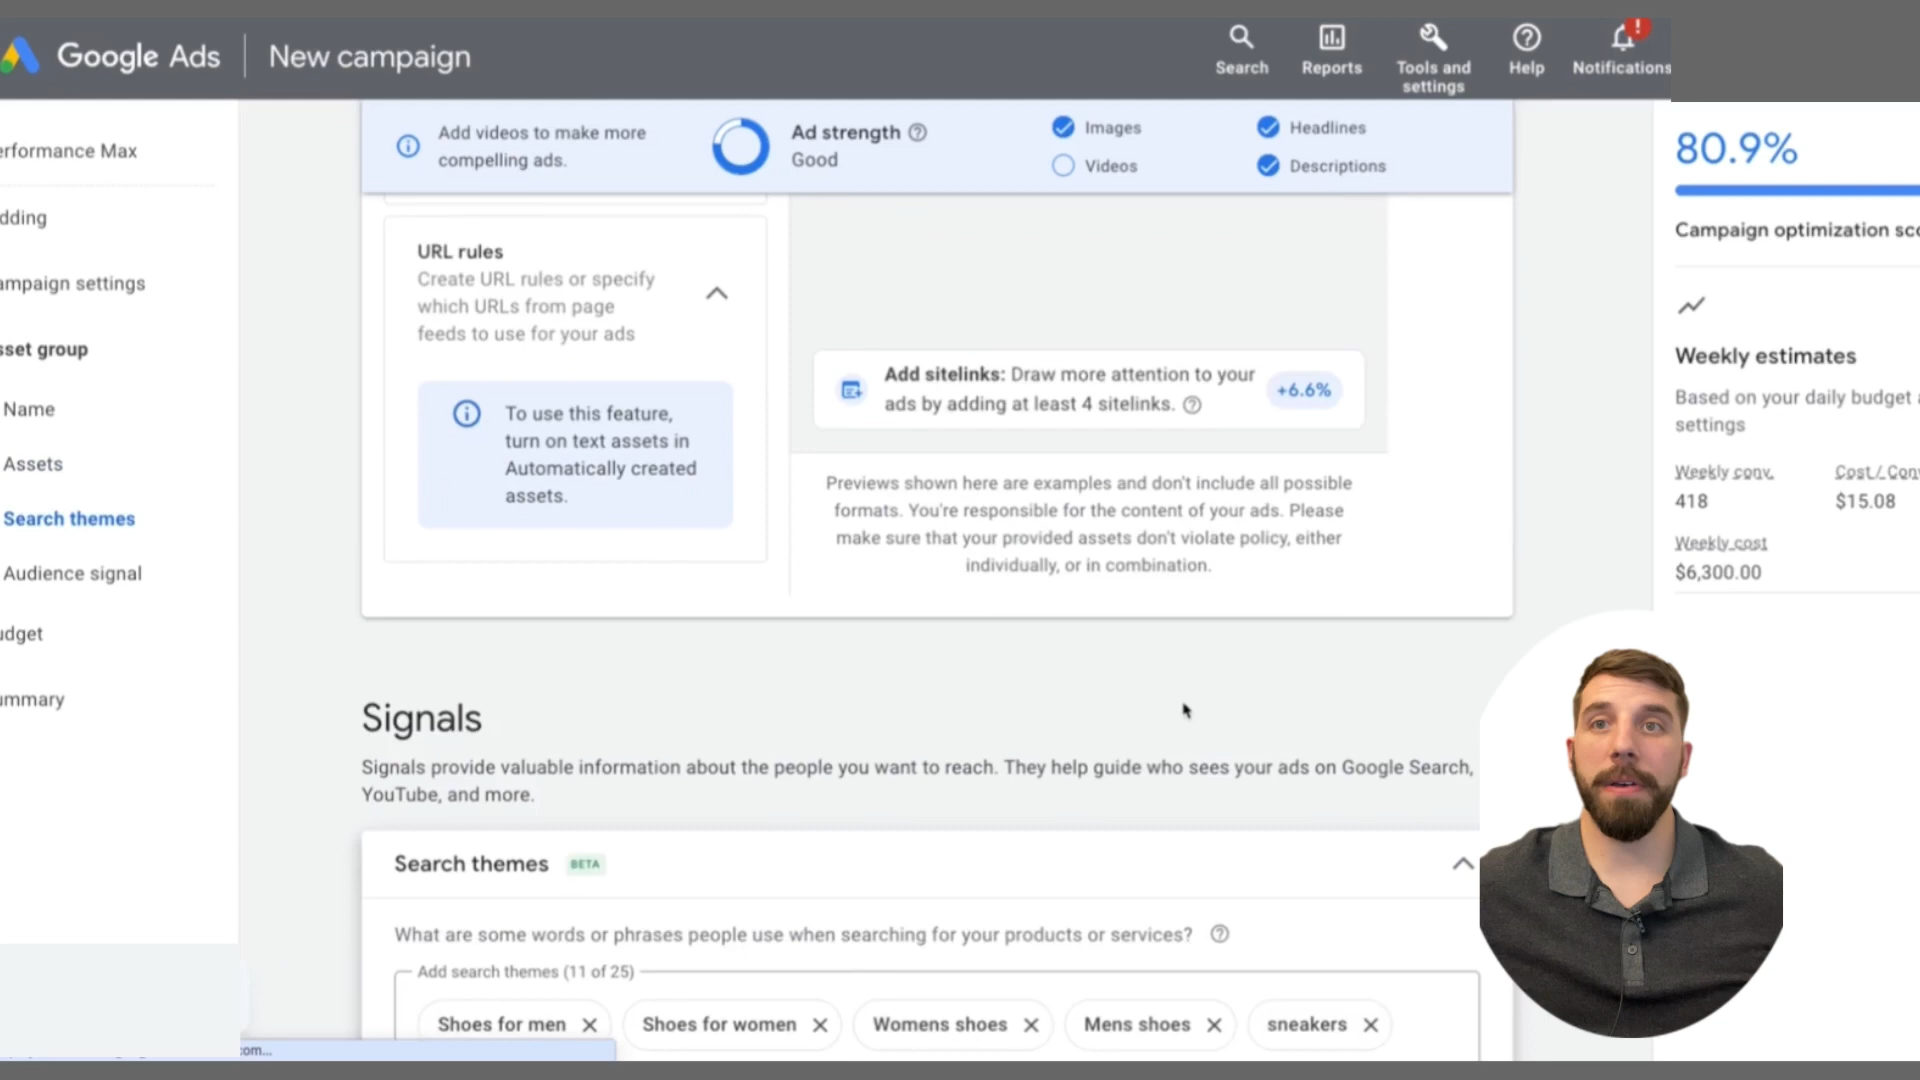 Google Ads
New campaign
Search
Reports
Tools and
settings
Help
Notifications
!
erformance Max
dding
ampaign settings
sset group
Name
Assets
Search themes
Audience signal
udget
ummary
Add videos to make more
compelling ads.
Ad strength
Good
Images
Videos
Headlines
Descriptions
URL rules
Create URL rules or specify
which URLs from page
feeds to use for your ads
To use this feature,
turn on text assets in
Automatically created
assets.
Add sitelinks: Draw more attention to your
ads by adding at least 4 sitelinks.
+6.6%
Previews shown here are examples and don't include all possible
formats. You're responsible for the content of your ads. Please
make sure that your provided assets don't violate policy, either
individually, or in combination.
Signals
Signals provide valuable information about the people you want to reach. They help guide who sees your ads on Google Search,
YouTube, and more.
Search themes BETA
What are some words or phrases people use when searching for your products or services?
Add search themes (11 of 25)
Shoes for men
Shoes for women
Womens shoes
Mens shoes
sneakers
com...
80.9%
Campaign optimization sco
Weekly estimates
Based on your daily budget a
settings
Weekly conv. Cost / Conv
418 $15.08
Weekly cost
$6,300.00